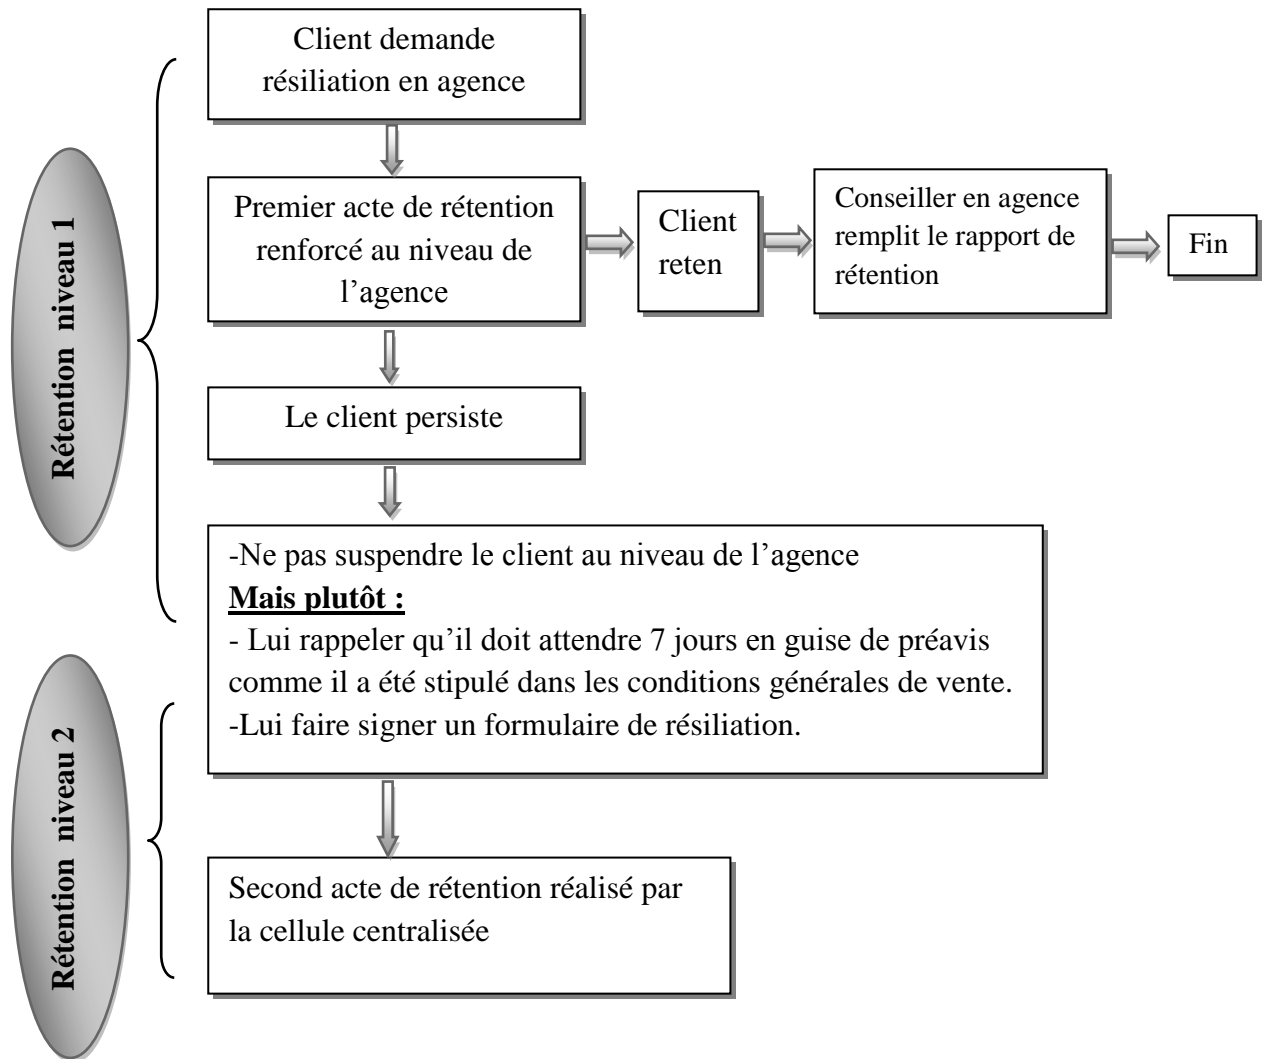 Client demande
résiliation en agence
Rétention niveau 1
Premier acte de rétention
renforcé au niveau de
l’agence
Client
reten
Conseiller en agence
remplit le rapport de
rétention
Fin
Le client persiste
-Ne pas suspendre le client au niveau de l’agence
Mais plutôt :
- Lui rappeler qu’il doit attendre 7 jours en guise de préavis
comme il a été stipulé dans les conditions générales de vente.
-Lui faire signer un formulaire de résiliation.
Rétention niveau 2
Second acte de rétention réalisé par
la cellule centralisée